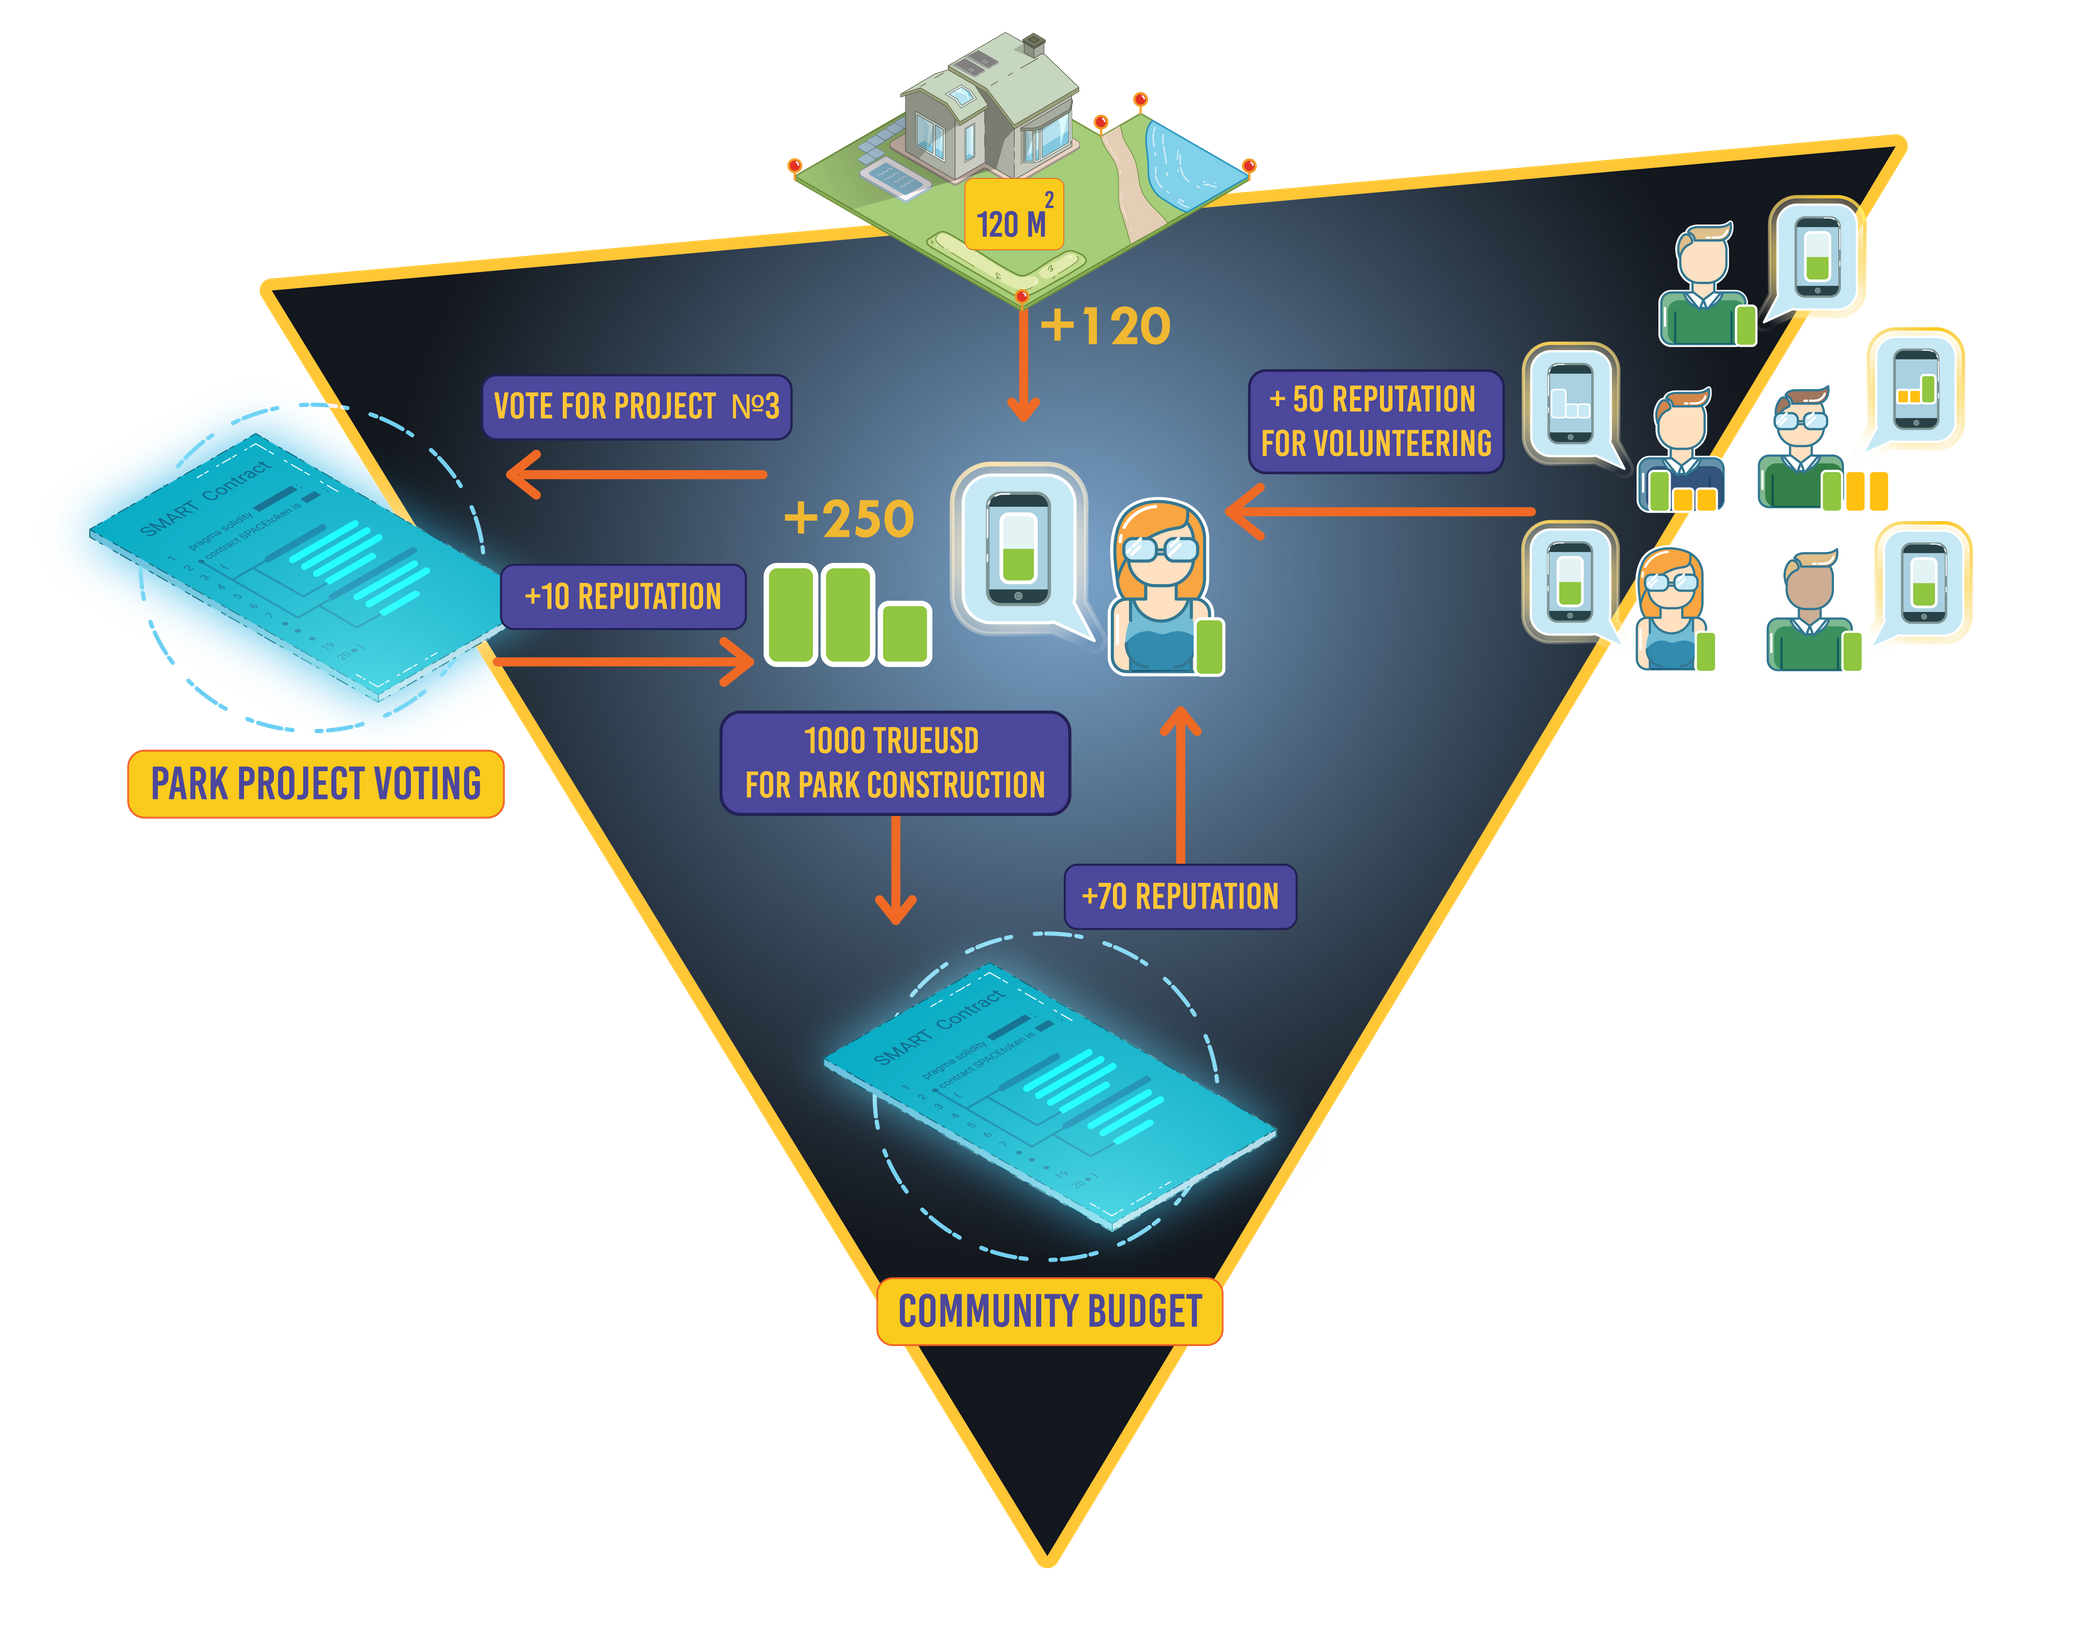 120 M²
+120
VOTE FOR PROJECT №3
+ 50 REPUTATION
FOR VOLUNTEERING
+250
+10 REPUTATION
SMART Contract
pragma solidity
contract SPACEtoken is
1
2
3
4
5
6
7
19
20
1000 TRUEUSD
FOR PARK CONSTRUCTION
PARK PROJECT VOTING
+70 REPUTATION
SMART Contract
pragma solidity
contract SPACEtoken is
1
2
3
4
5
6
7
19
20
COMMUNITY BUDGET